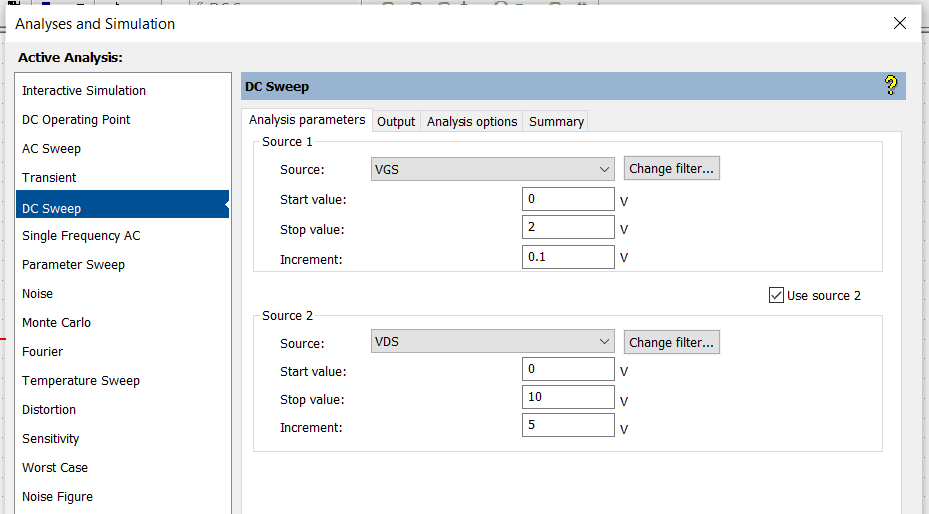 Analyses and Simulation
Active Analysis:
Interactive Simulation
DC Operating Point
AC Sweep
Transient
DC Sweep
Single Frequency AC
Parameter Sweep
Noise
Monte Carlo
Fourier
Temperature Sweep
Distortion
Sensitivity
Worst Case
Noise Figure
DC Sweep
?
Analysis parameters Output Analysis options Summary
Source 1
Source: VGS Change filter...
Start value: 0 V
Stop value: 2 V
Increment: 0.1 V
Use source 2
Source 2
Source: VDS Change filter...
Start value: 0 V
Stop value: 10 V
Increment: 5 V